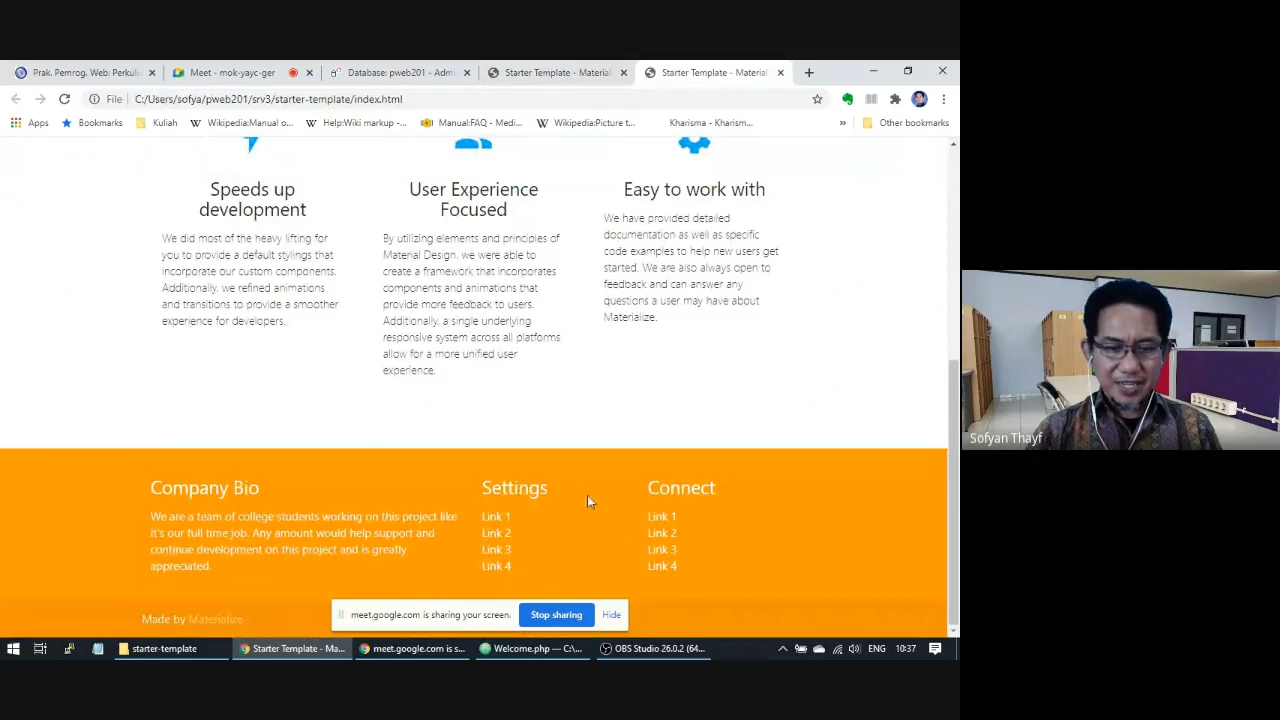 Prak. Pemrog. Web: Perkuli
Meet - mok-yayc-ger
Database: pweb201 - Admi
Starter Template - Material
Starter Template - Material
File
C:/Users/sofya/pweb201/srv3/starter-template/index.html
Apps
Bookmarks
Kuliah
Wikipedia:Manual o...
Help:Wiki markup -...
Manual:FAQ - Medi...
Wikipedia:Picture t...
Kharisma - Kharism...
»
Other bookmarks
Speeds up
development
We did most of the heavy lifting for
you to provide a default stylings that
incorporate our custom components.
Additionally, we refined animations
and transitions to provide a smoother
experience for developers.
User Experience
Focused
By utilizing elements and principles of
Material Design, we were able to
create a framework that incorporates
components and animations that
provide more feedback to users.
Additionally, a single underlying
responsive system across all platforms
allow for a more unified user
experience.
Easy to work with
We have provided detailed
documentation as well as specific
code examples to help new users get
started. We are also always open to
feedback and can answer any
questions a user may have about
Materialize.
Sofyan Thayf
Company Bio
We are a team of college students working on this project like
it's our full time job. Any amount would help support and
continue development on this project and is greatly
appreciated.
Settings
Link 1
Link 2
Link 3
Link 4
Connect
Link 1
Link 2
Link 3
Link 4
Made by Materialize
meet.google.com is sharing your screen.
Stop sharing
Hide
starter-template
Starter Template - Ma...
meet.google.com is s...
Welcome.php — C:\...
OBS Studio 26.0.2 (64...
ENG
10:37